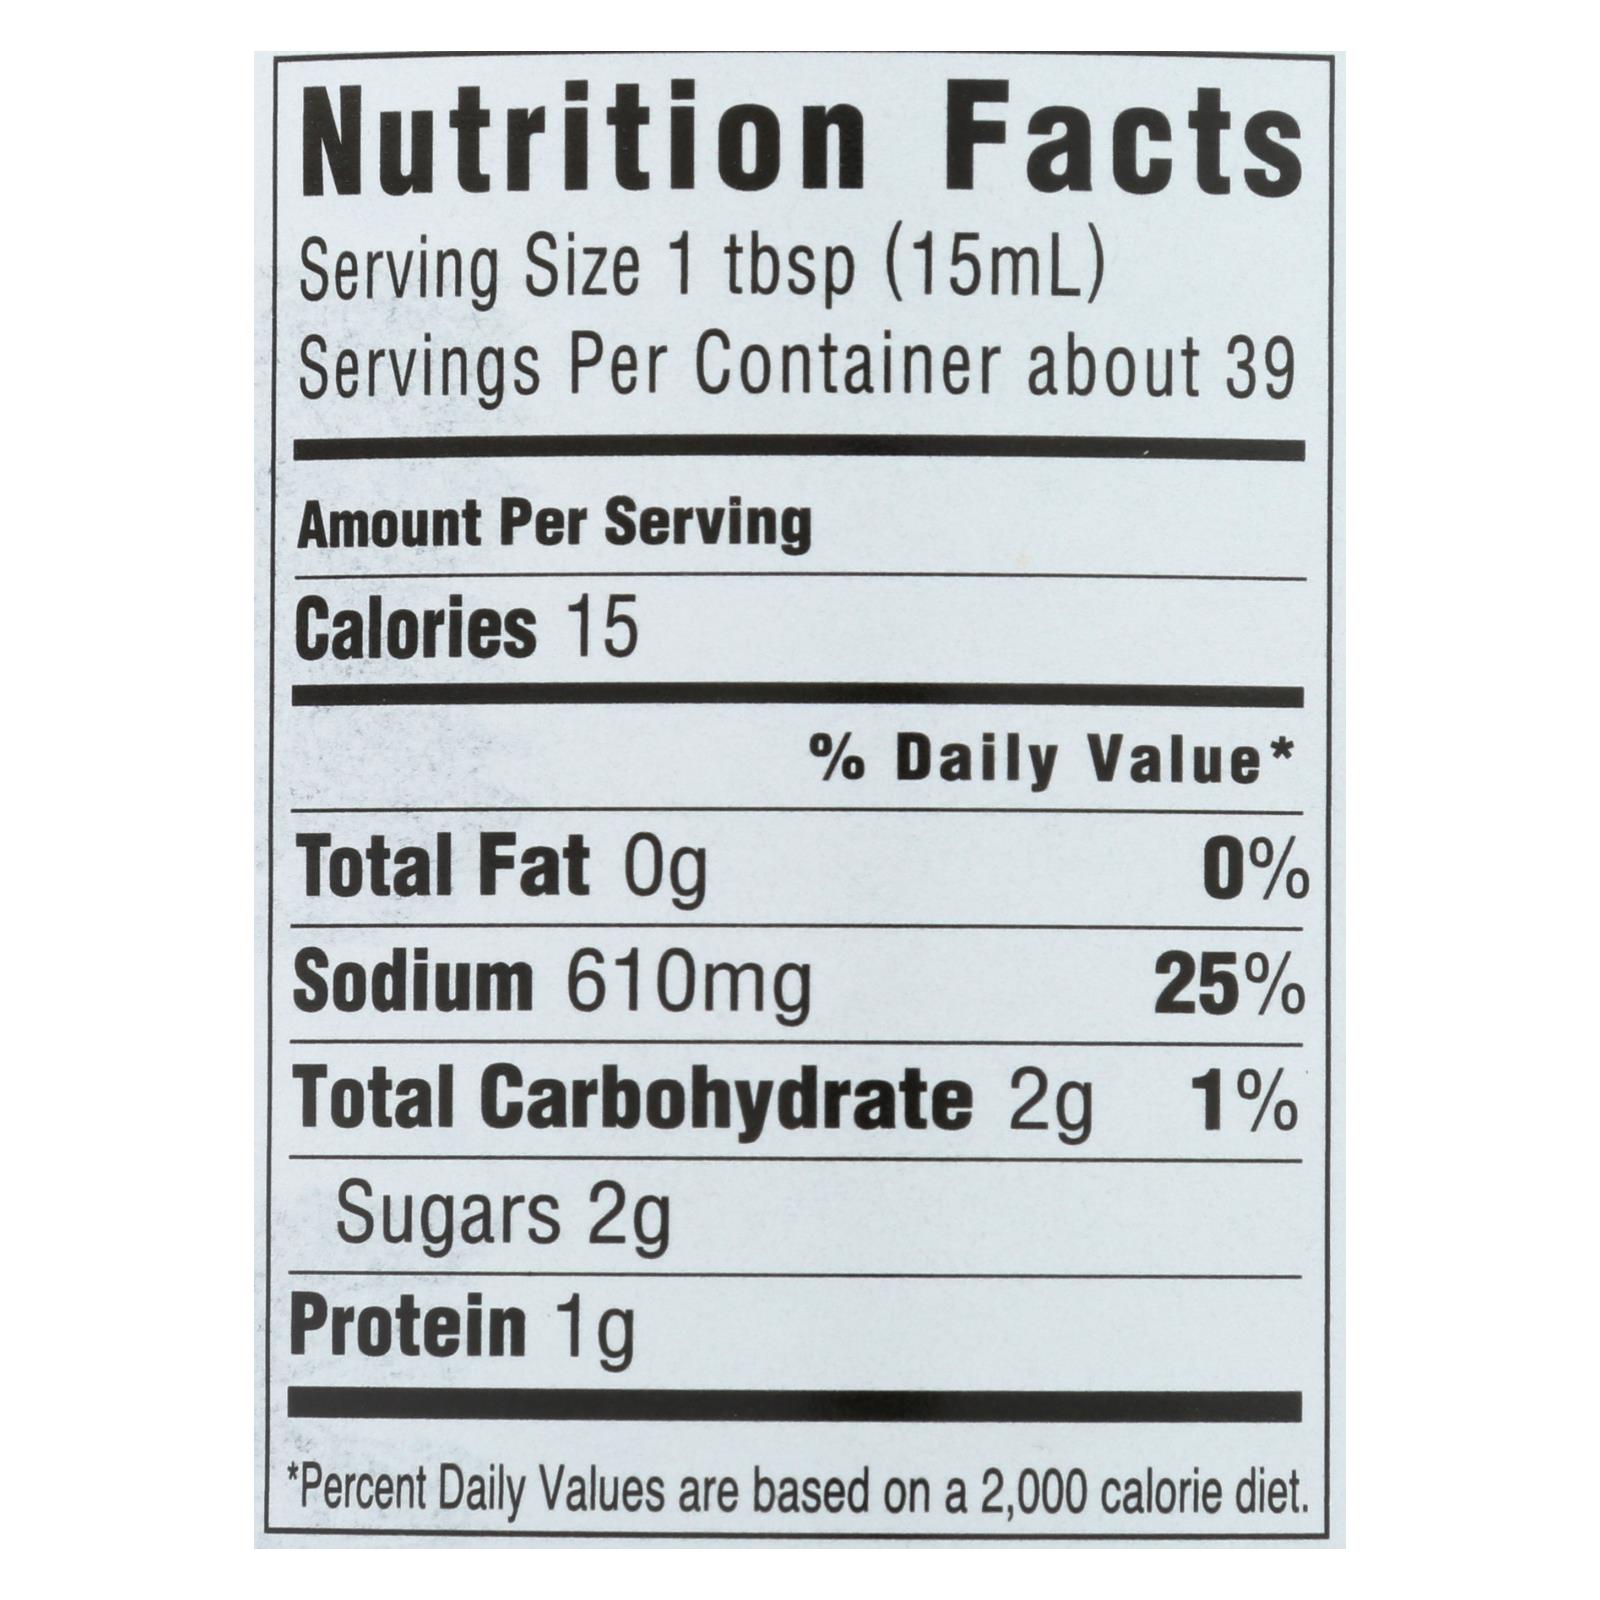 Nutrition Facts
Serving Size 1 tbsp (15mL)
Servings Per Container about 39
Amount Per Serving
Calories 15
% Daily Value*
Total Fat 0g 0%
Sodium 610mg 25%
Total Carbohydrate 2g 1%
Sugars 2g
Protein 1g
*Percent Daily Values are based on a 2,000 calorie diet.